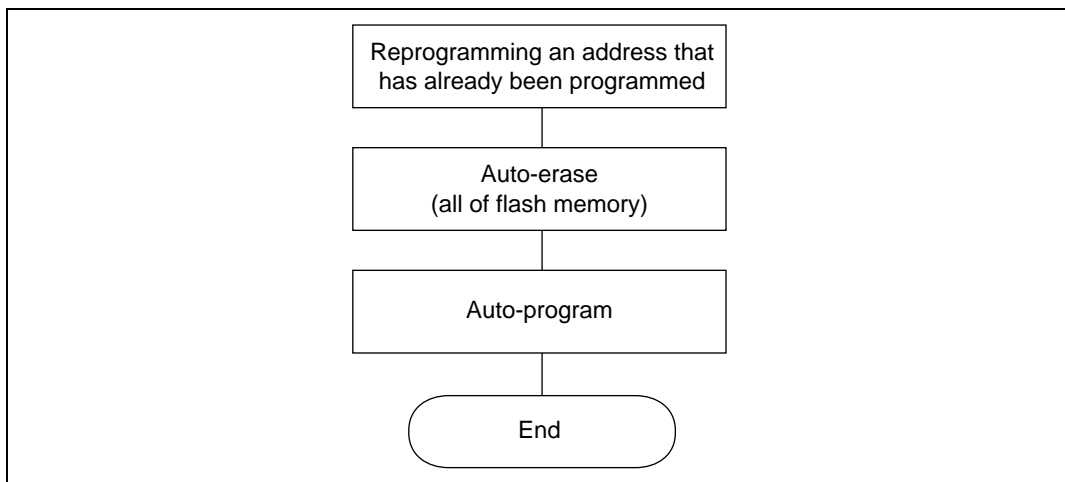 Reprogramming an address that
has already been programmed
Auto-erase
(all of flash memory)
Auto-program
End